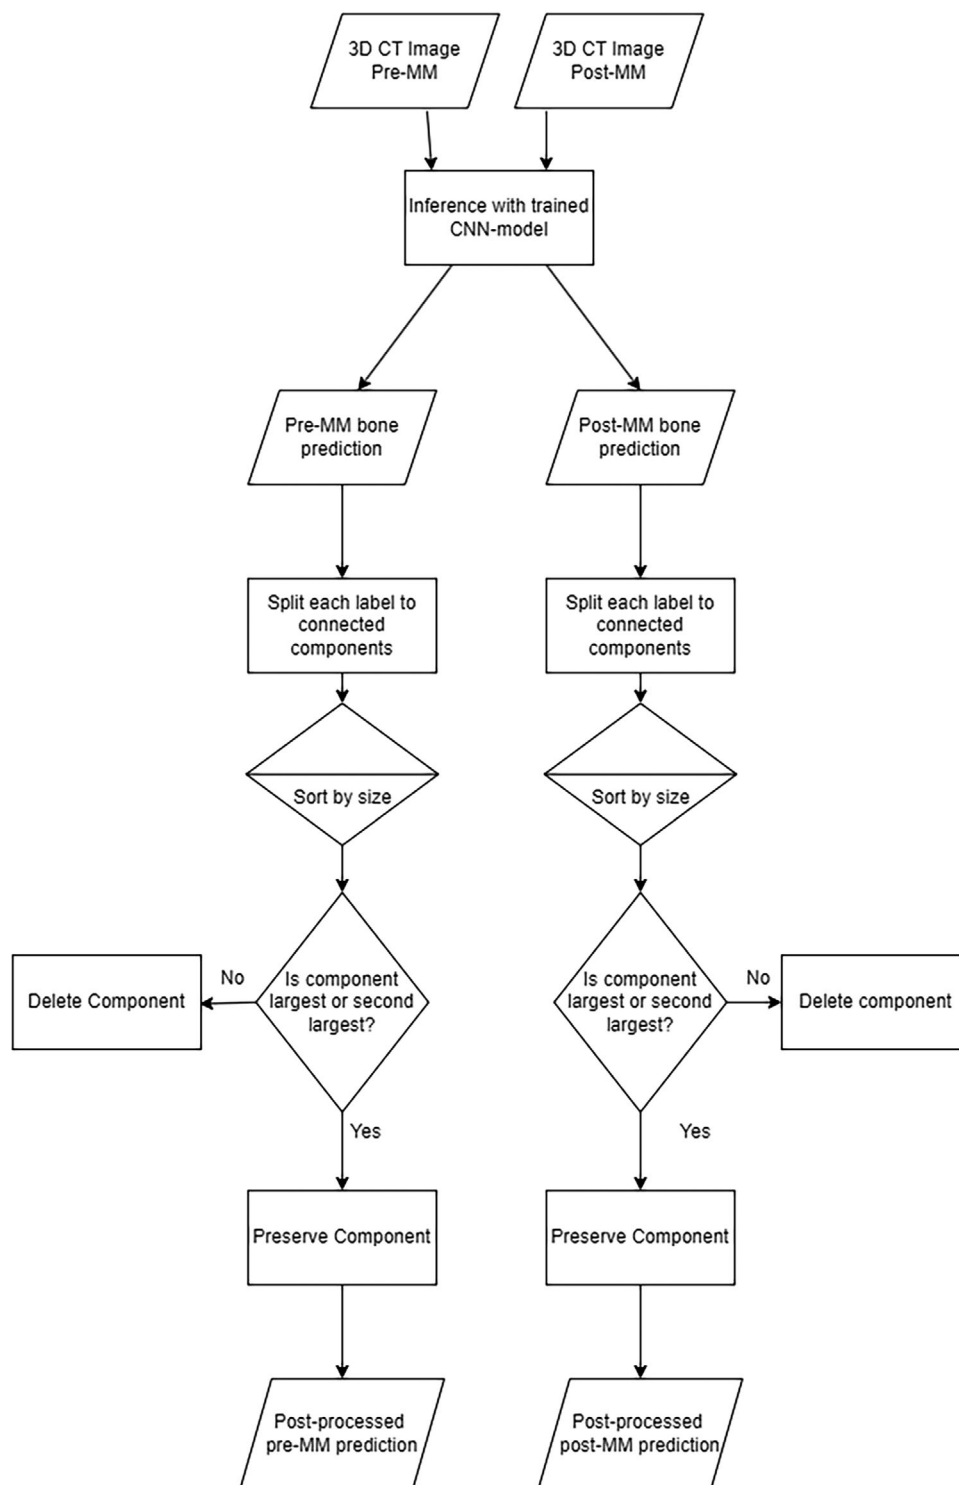 3D CT Image
Pre-MM
3D CT Image
Post-MM
Inference with trained
CNN-model
Pre-MM bone
prediction
Post-MM bone
prediction
Split each label to
connected
components
Split each label to
connected
components
Sort by size
Sort by size
Is component
largest or second
largest?
No
Delete Component
Is component
largest or second
largest?
No
Delete component
Yes
Yes
Preserve Component
Preserve Component
Post-processed
pre-MM prediction
Post-processed
post-MM prediction